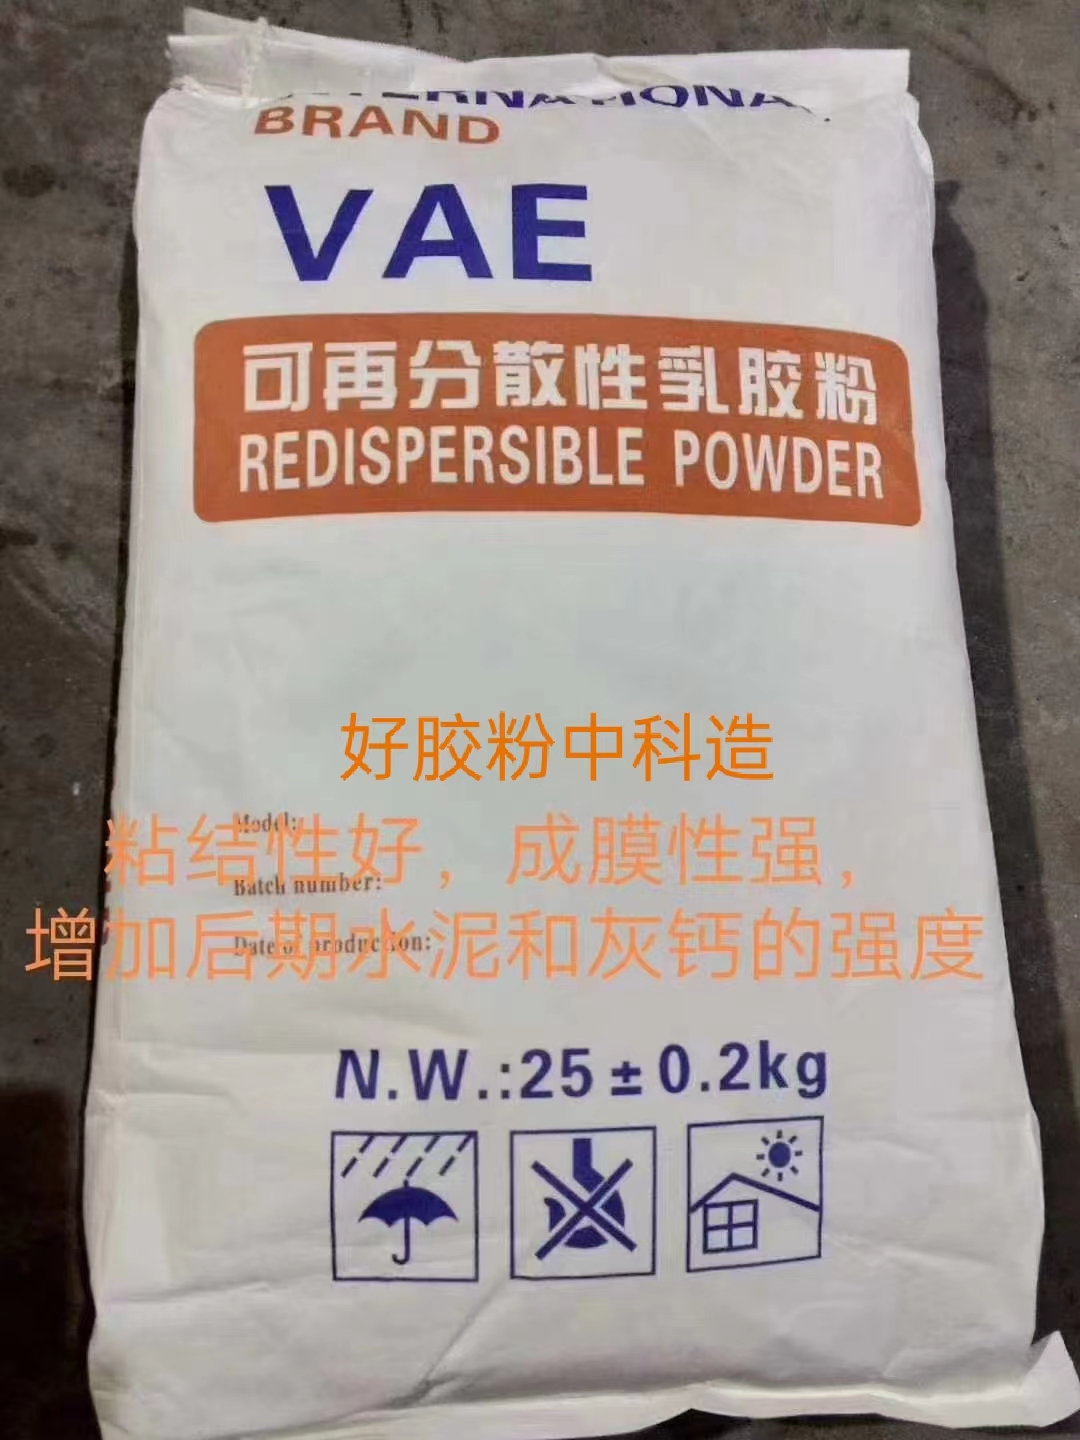 INTERNATIONAL
BRAND
VAE
可再分散性乳胶粉
REDISPERSIBLE POWDER
好胶粉中科造
Model:
粘结性好，成膜性强，
Batch number:
增加后期水泥和灰钙的强度
Date of production:
N.W.:25±0.2kg